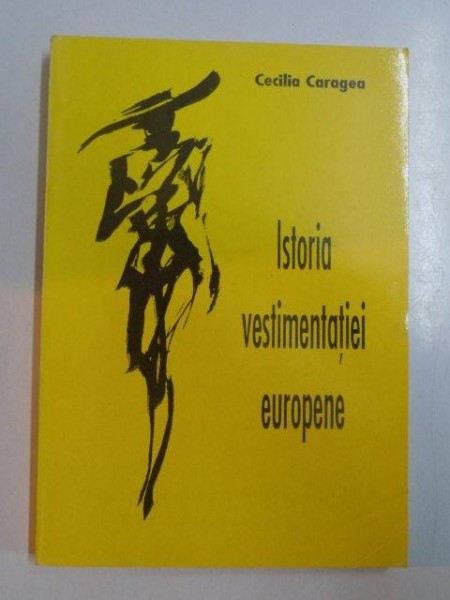 Cecilia Caragea
Istoria
vestimentației
europene